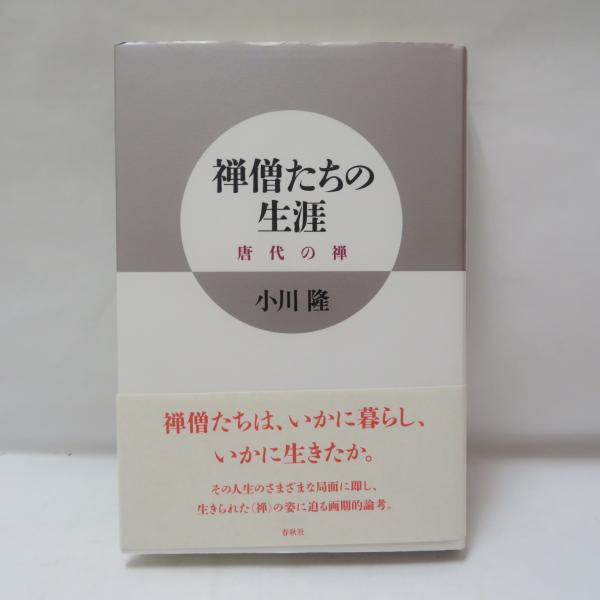 禅僧たちの
生涯
唐代の禅
小川 隆
禅僧たちは、いかに暮らし、
いかに生きたか。
その人生のさまざまな局面に即し、
生きられた〈禅〉の姿に迫る画期的論考。
春秋社